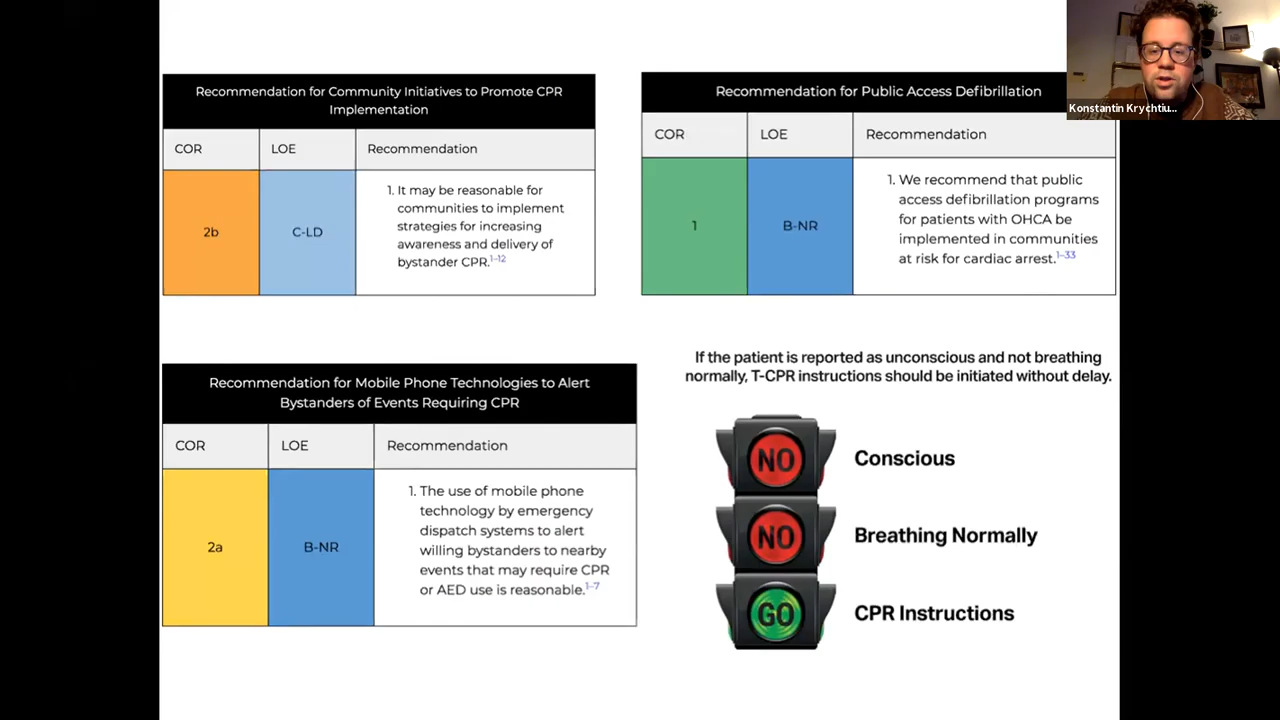 Recommendation for Community Initiatives to Promote CPR
Implementation
COR
LOE
Recommendation
2b
C-LD
1. It may be reasonable for
communities to implement
strategies for increasing
awareness and delivery of
bystander CPR.1–12
Recommendation for Public Access Defibrillation
COR
LOE
Recommendation
1
B-NR
1. We recommend that public
access defibrillation programs
for patients with OHCA be
implemented in communities
at risk for cardiac arrest.1–33
Konstantin Krychtiu...
Recommendation for Mobile Phone Technologies to Alert
Bystanders of Events Requiring CPR
COR
LOE
Recommendation
2a
B-NR
1. The use of mobile phone
technology by emergency
dispatch systems to alert
willing bystanders to nearby
events that may require CPR
or AED use is reasonable.1–7
If the patient is reported as unconscious and not breathing
normally, T-CPR instructions should be initiated without delay.
NO Conscious
NO Breathing Normally
GO CPR Instructions